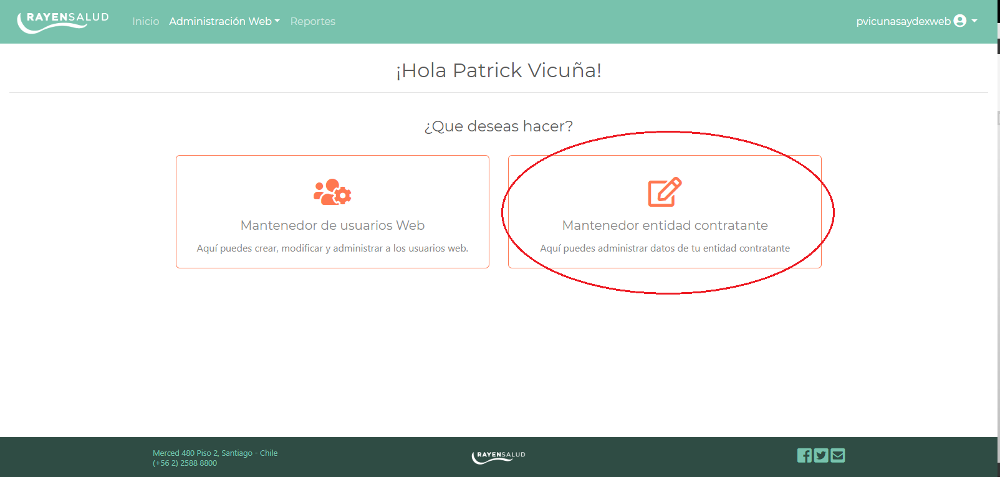 RAYENSALUD
Inicio Administración Web Reportes
pvicunasaydexweb
¡Hola Patrick Vicuña!
¿Que deseas hacer?
Mantenedor de usuarios Web
Aquí puedes crear, modificar y administrar a los usuarios web.
Mantenedor entidad contratante
Aquí puedes administrar datos de tu entidad contratante
Merced 480 Piso 2, Santiago - Chile
(+56 2) 2588 8800
RAYENSALUD